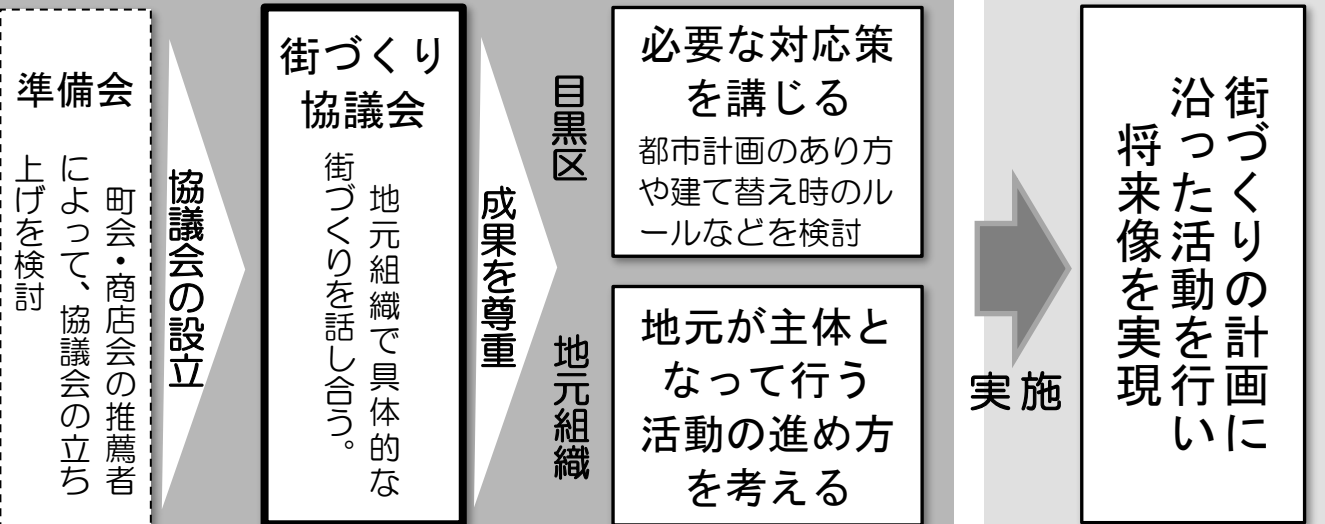 準備会
町会・商店会の推薦者
によって、協議会の立ち
上げを検討
協議会の設立
街づくり
協議会
地元組織で具体的な
街づくりを話し合う。
成果を尊重
目黒区
必要な対応策
を講じる
都市計画のあり方
や建て替え時のル
ールなどを検討
地元組織
地元が主体と
なって行う
活動の進め方
を考える
実施
街づくりの計画に
沿った活動を行い
将来像を実現